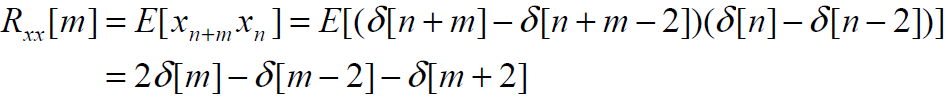 R_{xx}[m] = E[x_{n+m}x_n] = E[(δ[n+m]−δ[n+m−2])(δ[n]−δ[n−2])]
= 2δ[m]−δ[m−2]−δ[m+2]